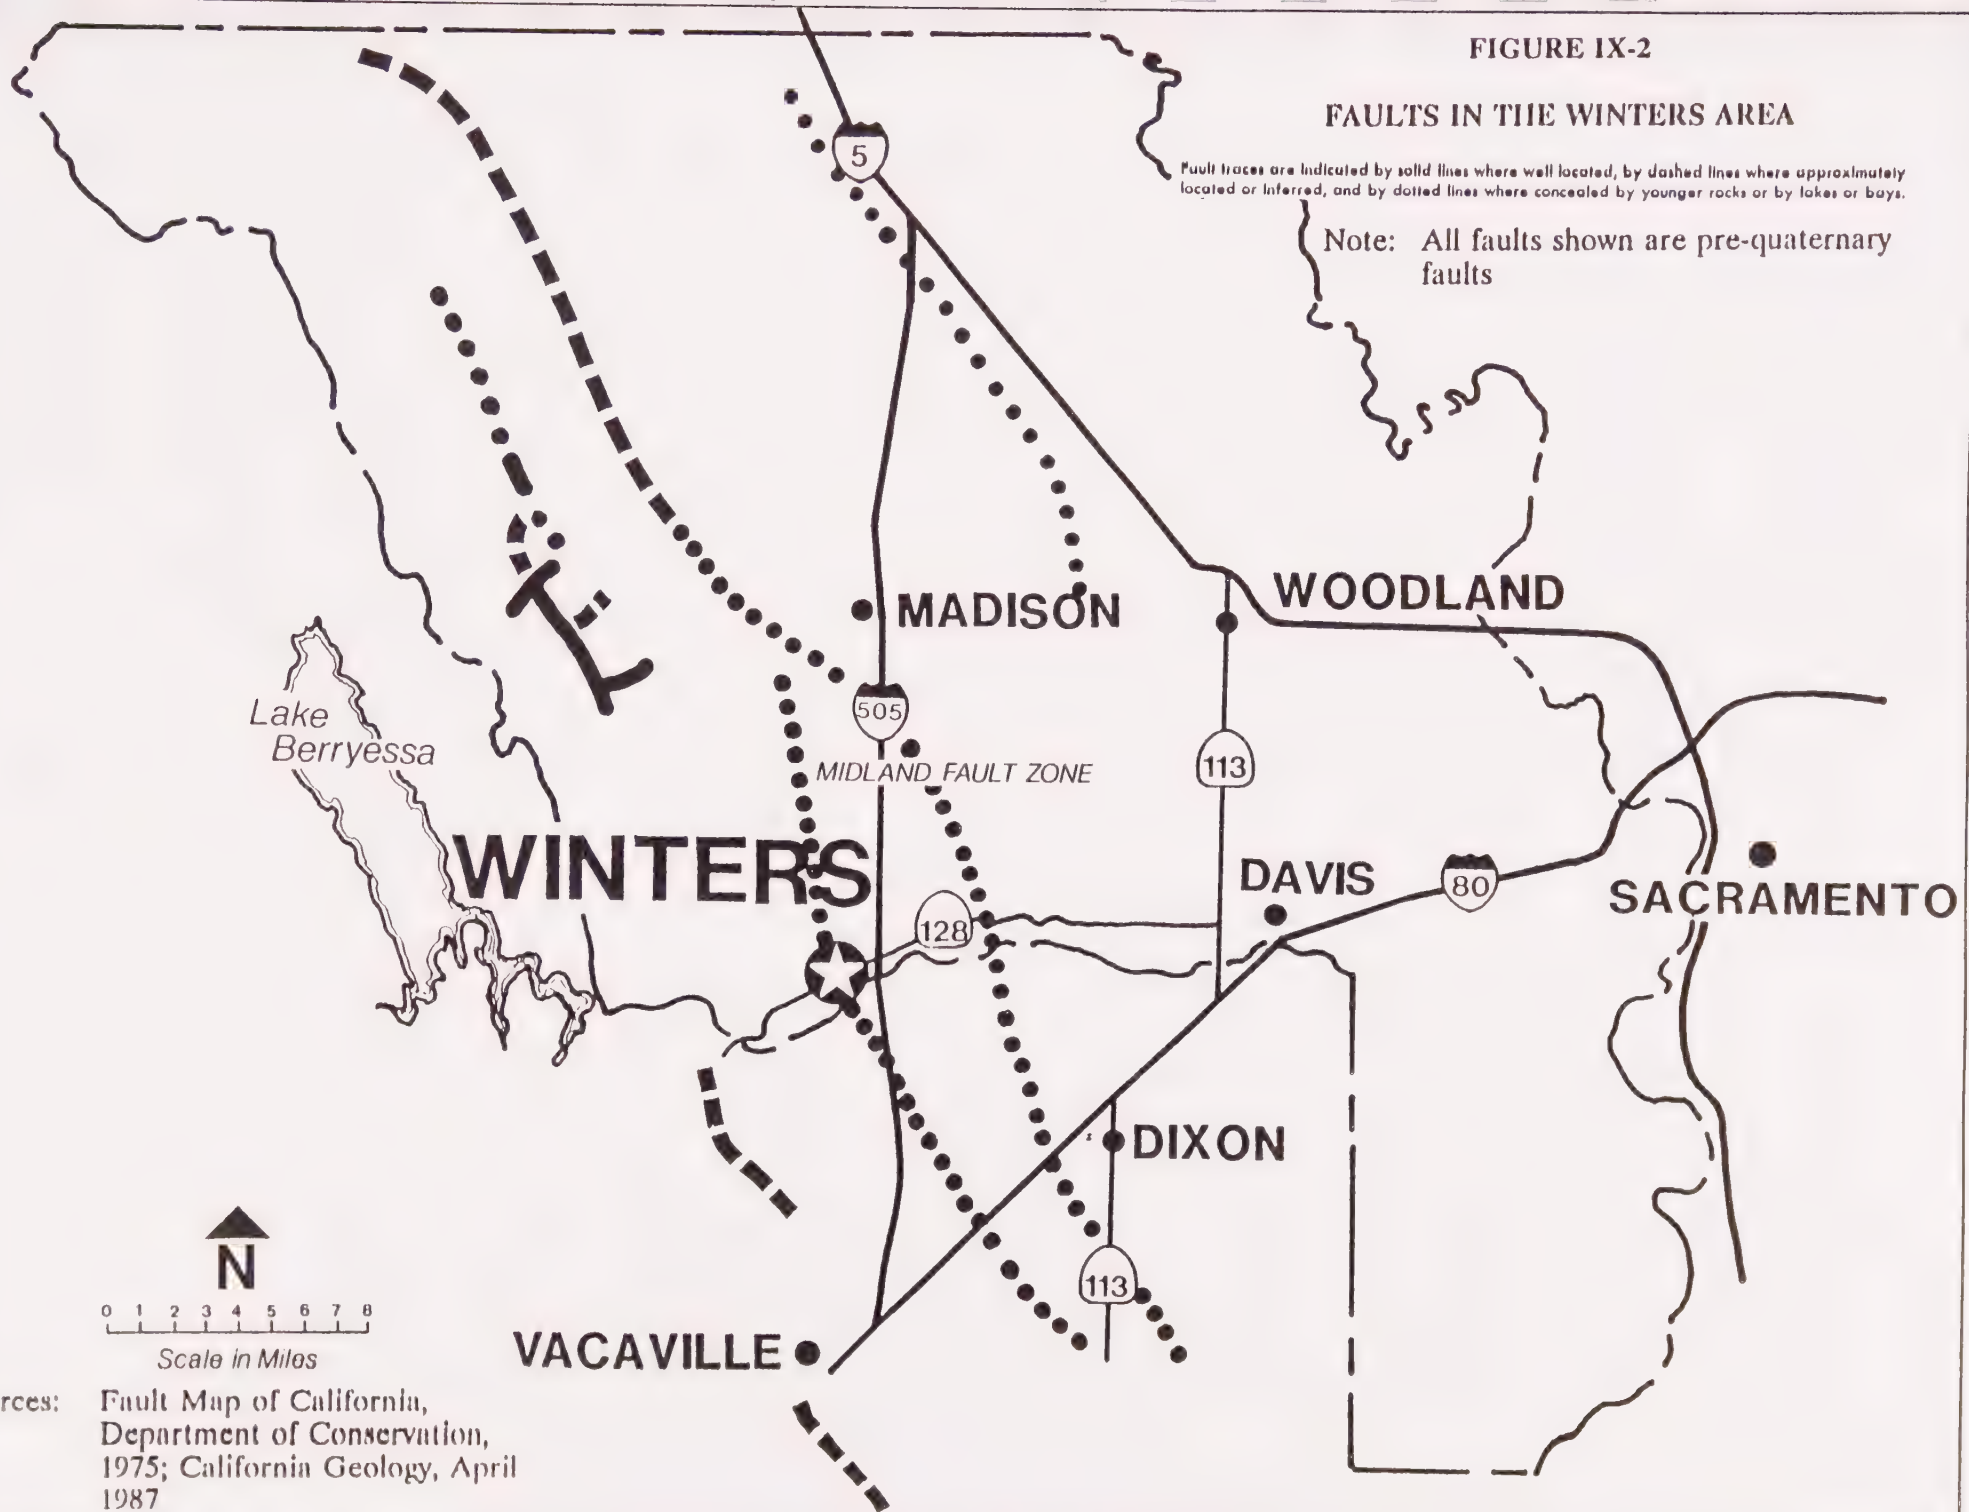 FIGURE IX-2
FAULTS IN THE WINTERS AREA
Fault traces are indicated by solid lines where well located, by dashed lines where approximately
located or inferred, and by dotted lines where concealed by younger rocks or by lakes or bays.
Note: All faults shown are pre-quaternary
faults
5
WOODLAND
MADISON
Lake
Berryessa
505
113
MIDLAND FAULT ZONE
WINTERS
DAVIS
80
SACRAMENTO
128
DIXON
N
113
0 1 2 3 4 5 6 7 8
Scale in Miles
VACAVILLE
rces: Fault Map of California,
Department of Conservation,
1975; California Geology, April
1987